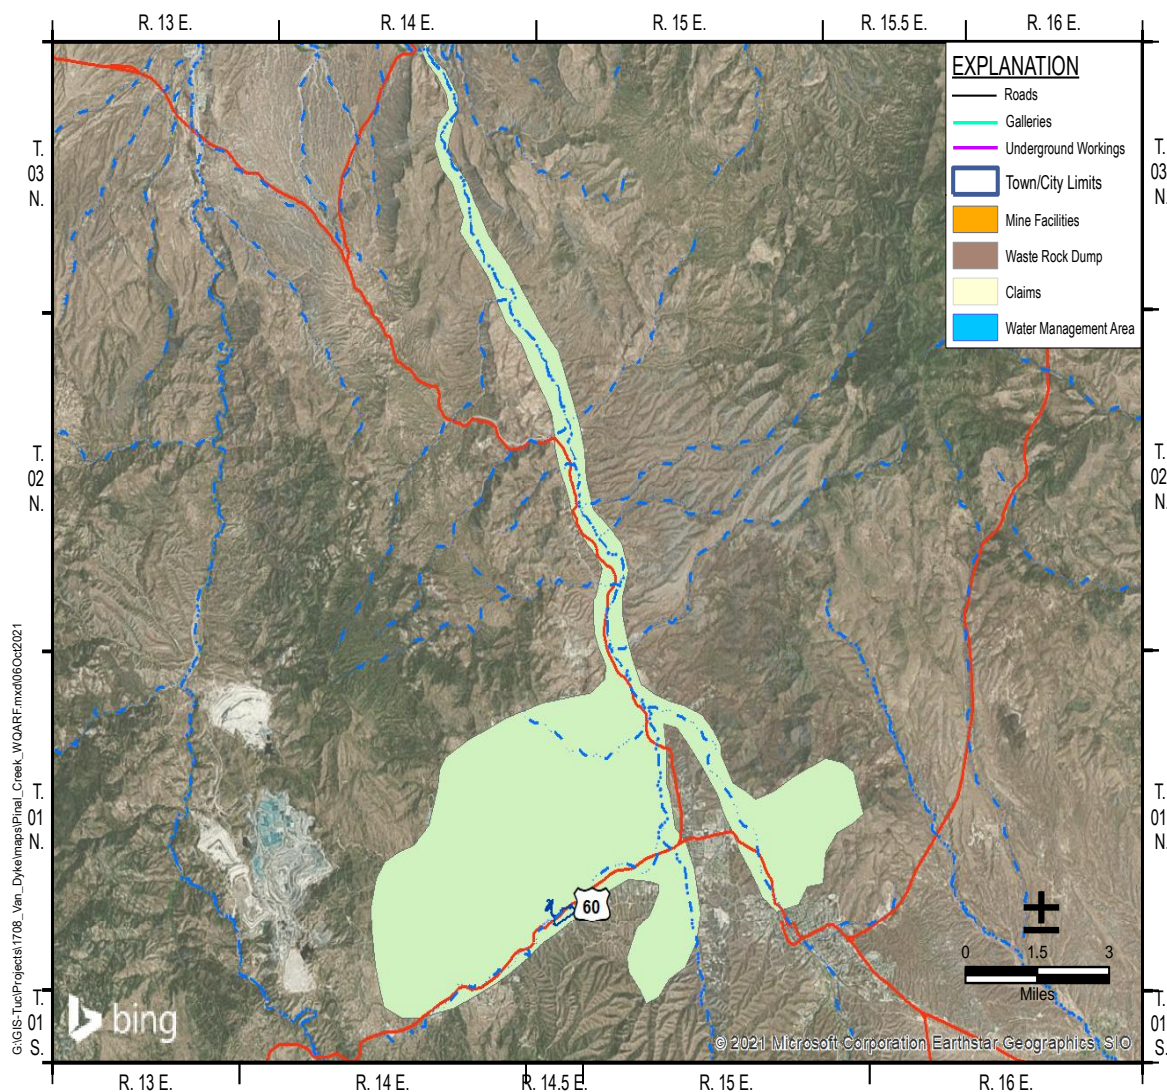 R. 13 E.
R. 14 E.
R. 15 E.
R. 15.5 E.
R. 16 E.
EXPLANATION
Roads
Galleries
Underground Workings
Town/City Limits
Mine Facilities
Waste Rock Dump
Claims
Water Management Area
T.
03
N.
T.
03
N.
T.
02
N.
T.
02
N.
T.
01
N.
T.
01
N.
60
0
1.5
3
Miles
T.
01
S.
T.
01
S.
bing
© 2021 Microsoft Corporation Earthstar Geographics SIO
R. 13 E.
R. 14 E.
R. 14.5 E.
R. 15 E.
R. 16 E.
G:\GIS-Tuc\Projects\1708_Van_Dyke\maps\Pinal_Creek_WQARF.mxd\06Oct2021